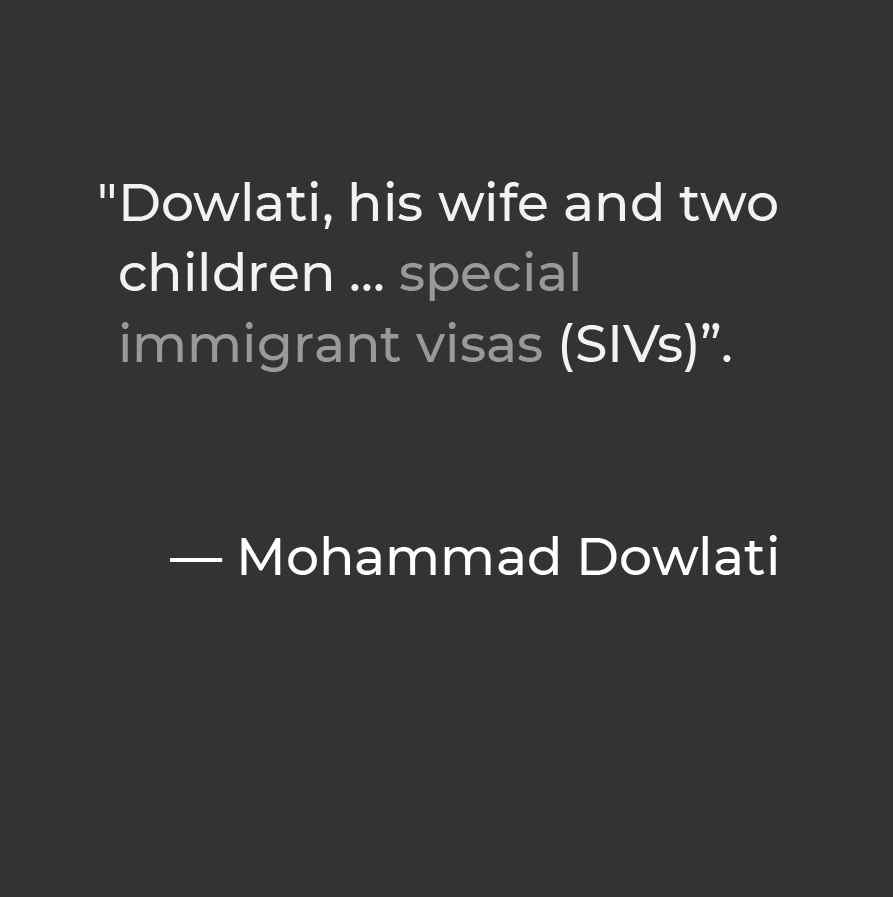 "Dowlati, his wife and two
children ... special
immigrant visas (SIVs)”.
— Mohammad Dowlati